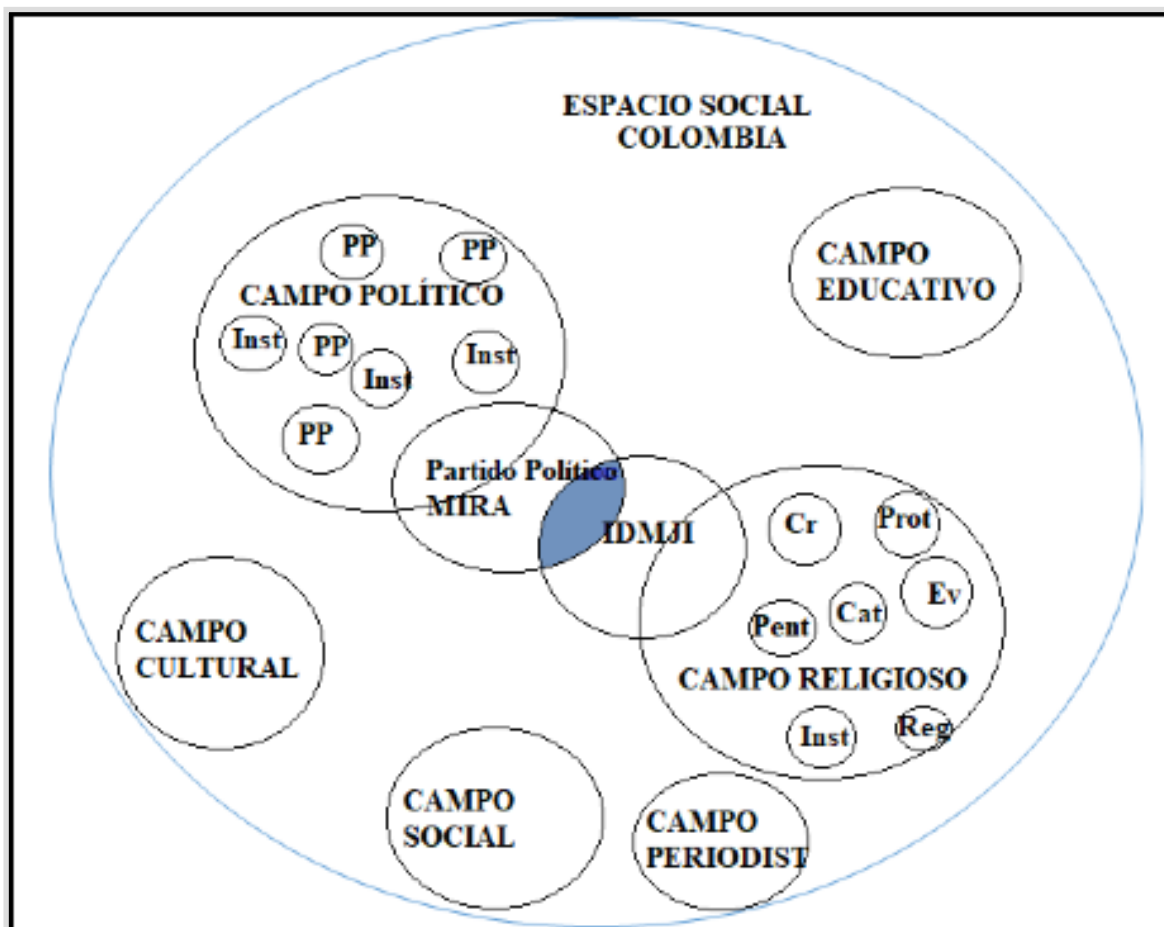 ESPACIO SOCIAL
COLOMBIA
PP
PP
CAMPO POLÍTICO
Inst
PP
Inst
Inst
PP
CAMPO
EDUCATIVO
Partido Político
MIRA
IDMJI
Cr
Prot
Ev
Pent
Cat
CAMPO RELIGIOSO
Inst
Reg
CAMPO
CULTURAL
CAMPO
SOCIAL
CAMPO
PERIODIST